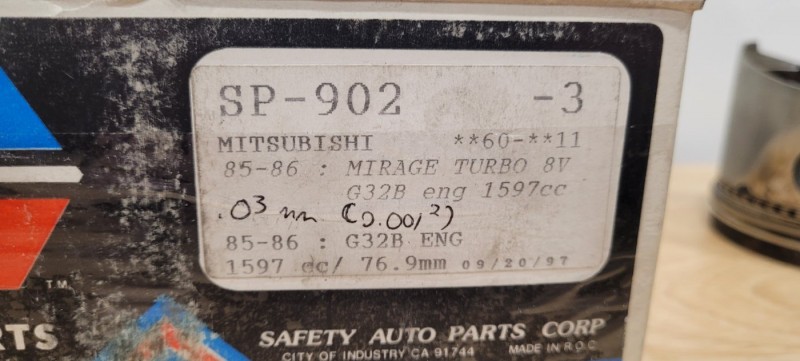 SP-902 -3
MITSUBISHI **60-**11
85-86 : MIRAGE TURBO 8V
G32B eng 1597cc
.03 mm (0.0012)
85-86 : G32B ENG
1597 cc/ 76.9mm 09/20/97
TM
RTS
SAFETY AUTO PARTS CORP
CITY OF INDUSTRY CA 91744 MADE IN R.O.C